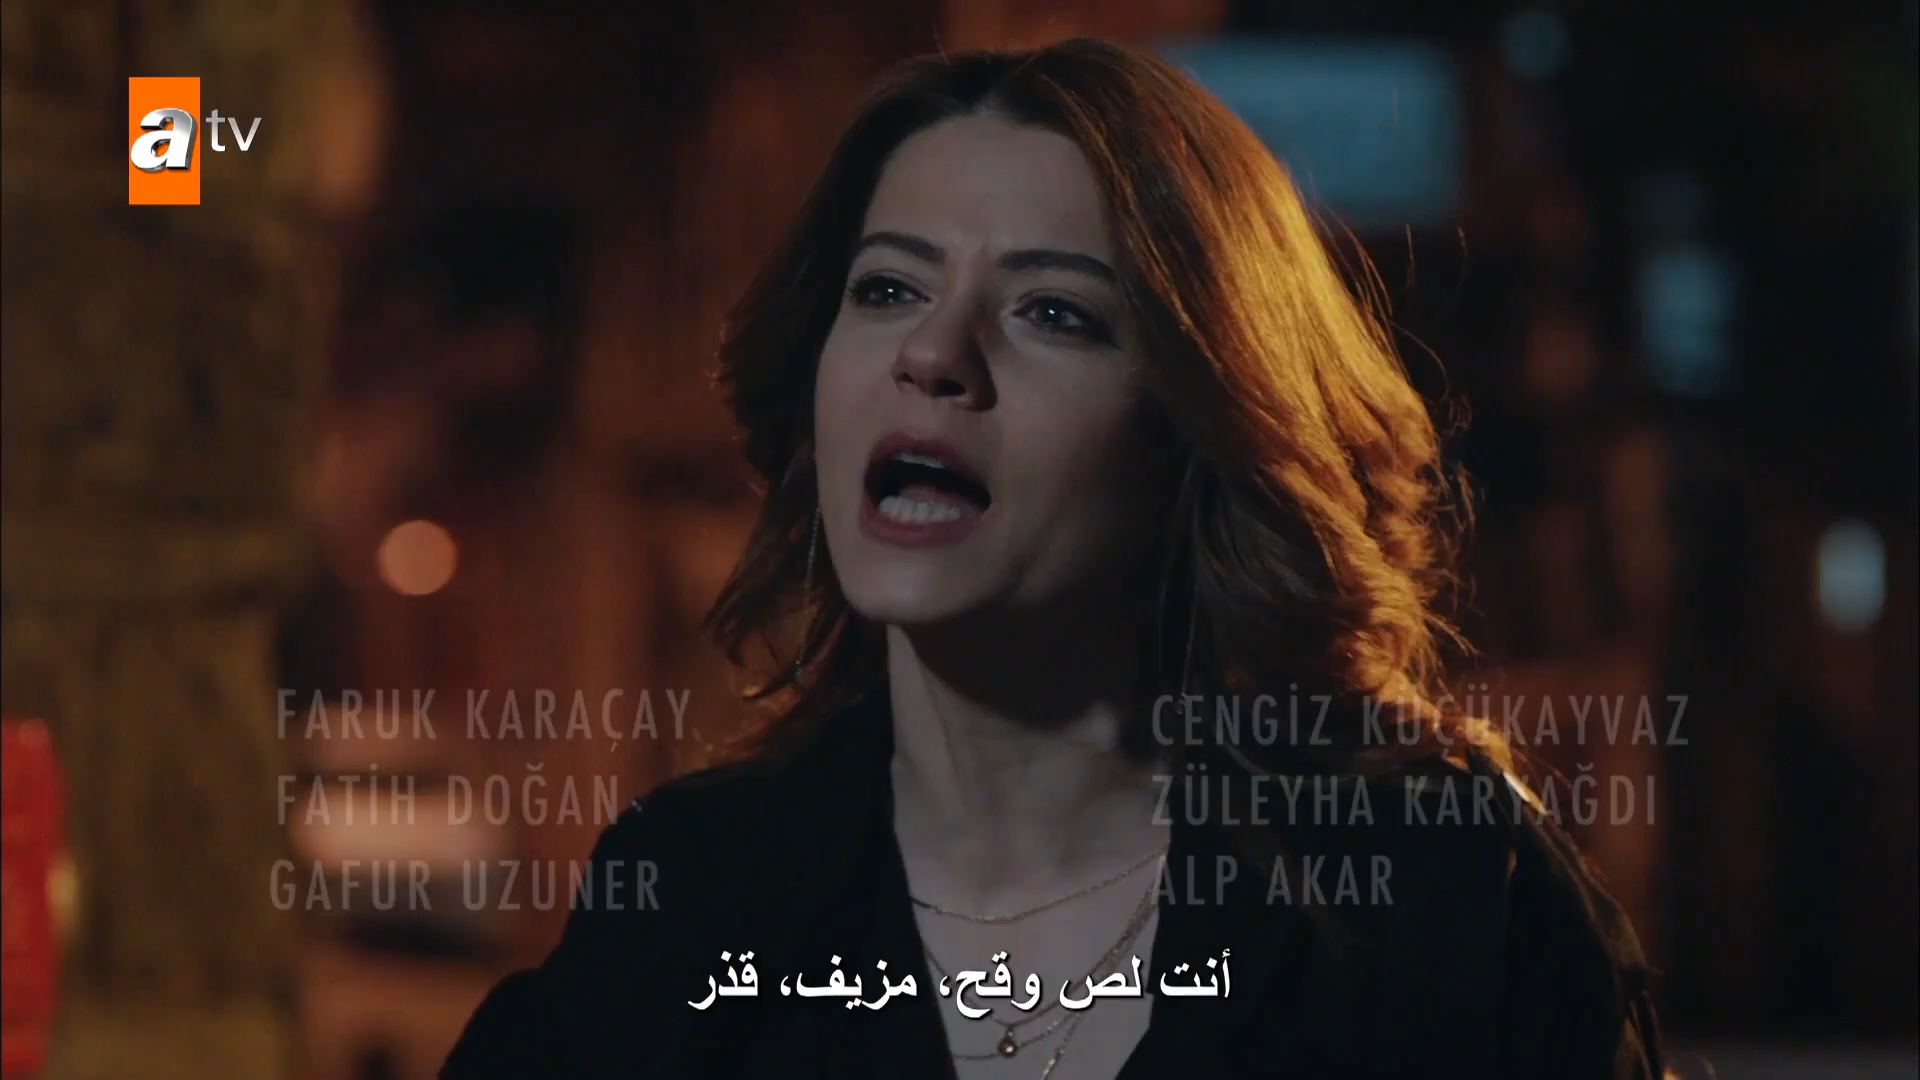 atv
FARUK KARAÇAY
FATİH DOĞAN
GAFUR UZUNER
CENGİZ KÜÇÜKAYVAZ
ZÜLEYHA KARYAĞDI
ALP AKAR
أنت لص وقح، مزيف، قذر